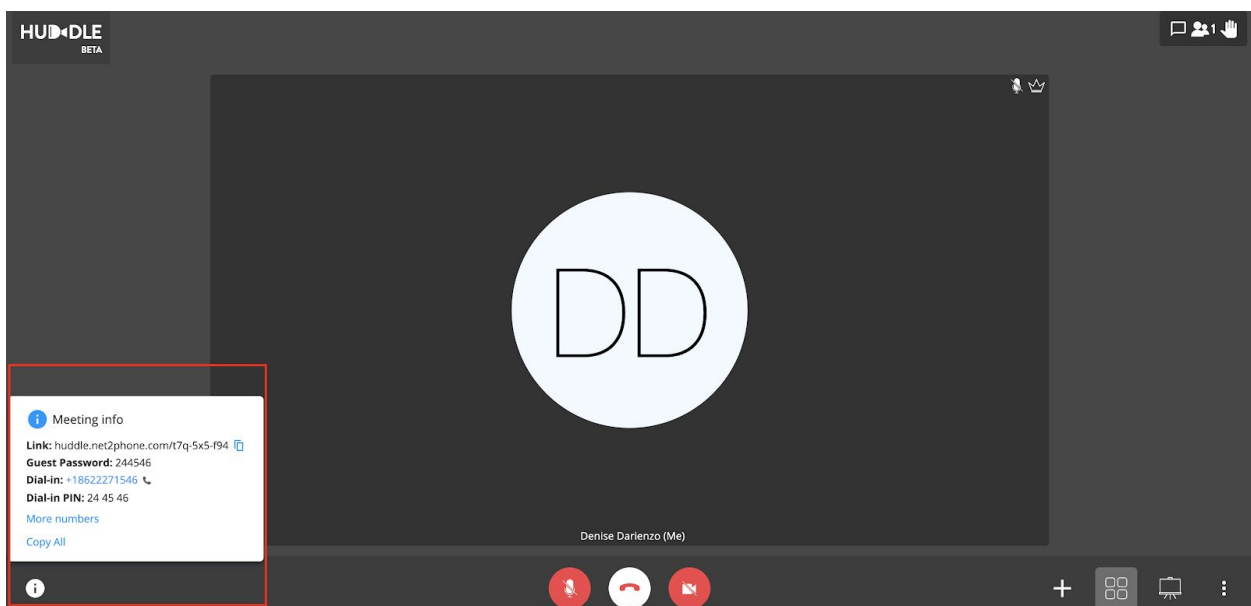 HUDDLE
BETA
1
DD
Meeting info
Link: huddle.net2phone.com/t7q-5x5-f94
Guest Password: 244546
Dial-in: +18622271546
Dial-in PIN: 24 45 46
More numbers
Copy All
Denise Darienzo (Me)